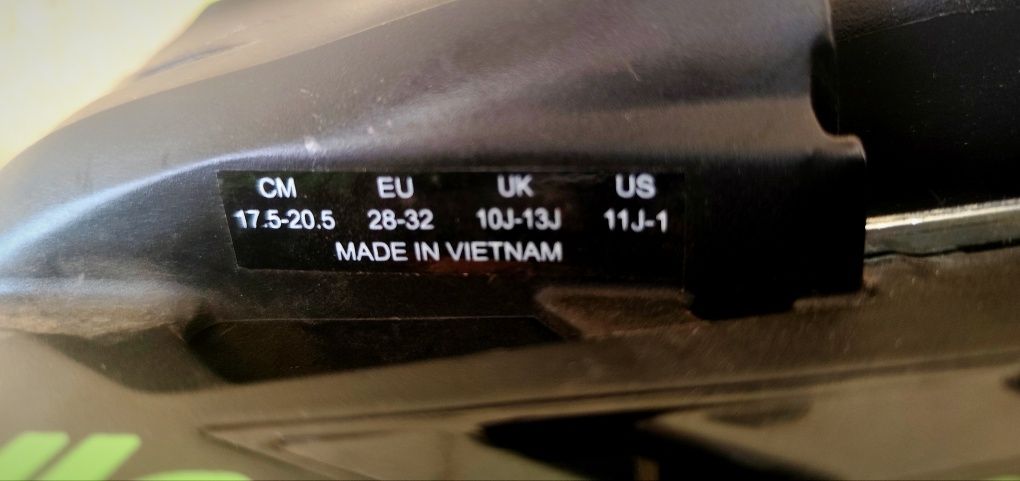 CM EU UK US
17.5-20.5 28-32 10J-13J 11J-1
MADE IN VIETNAM